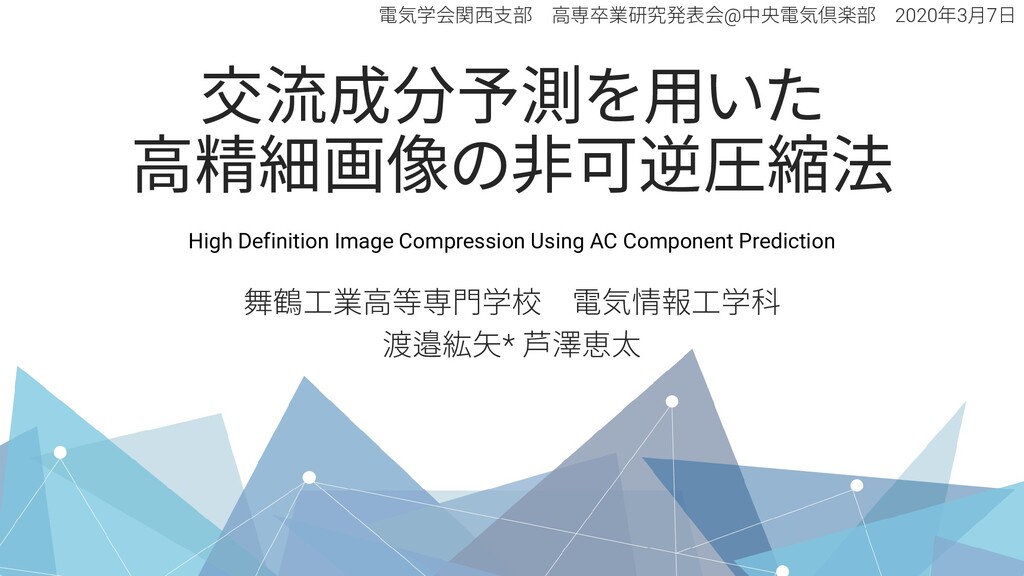 電気学会関西支部　高専卒業研究発表会@中央電気倶楽部　2020年3月7日
交流成分予測を用いた
高精細画像の非可逆圧縮法
High Definition Image Compression Using AC Component Prediction
舞鶴工業高等専門学校　電気情報工学科
渡邉紘矢* 芦澤恵太